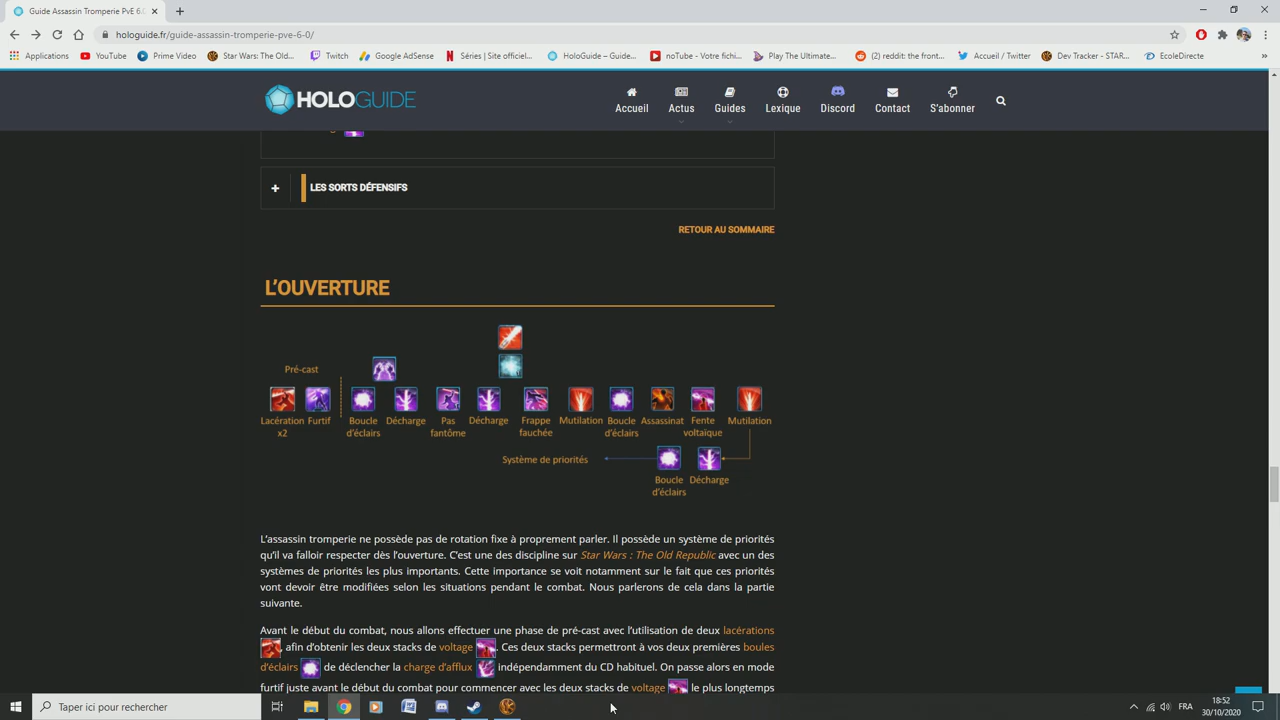 Guide Assassin Tromperie PvE 6.0
hologuide.fr/guide-assassin-tromperie-pve-6-0/
Applications YouTube Prime Video Star Wars: The Old... Twitch Google AdSense Séries | Site officiel... HoloGuide – Guide... noTube - Votre fichi... Play The Ultimate... (2) reddit: the front... Accueil / Twitter Dev Tracker - STAR... EcoleDirecte »
HOLOGUIDE
Accueil Actus Guides Lexique Discord Contact S'abonner
LES SORTS DÉFENSIFS
RETOUR AU SOMMAIRE
L'OUVERTURE
Pré-cast
Lacération Furtif Boucle Décharge Pas Décharge Frappe Mutilation Boucle Assassinat Fente Mutilation
x2 d'éclairs fantôme fauchée d'éclairs voltaïque
Système de priorités
Boucle Décharge
d'éclairs
L'assassin tromperie ne possède pas de rotation fixe à proprement parler. Il possède un système de priorités
qu'il va falloir respecter dès l'ouverture. C'est une des discipline sur Star Wars : The Old Republic avec un des
systèmes de priorités les plus importants. Cette importance se voit notamment sur le fait que ces priorités
vont devoir être modifiées selon les situations pendant le combat. Nous parlerons de cela dans la partie
suivante.
Avant le début du combat, nous allons effectuer une phase de pré-cast avec l'utilisation de deux lacérations
, afin d'obtenir les deux stacks de voltage . Ces deux stacks permettront à vos deux premières boules
d'éclairs de déclencher la charge d'afflux indépendamment du CD habituel. On passe alors en mode
furtif juste avant le début du combat pour commencer avec les deux stacks de voltage le plus longtemps
Taper ici pour rechercher
FRA
18:52
30/10/2020